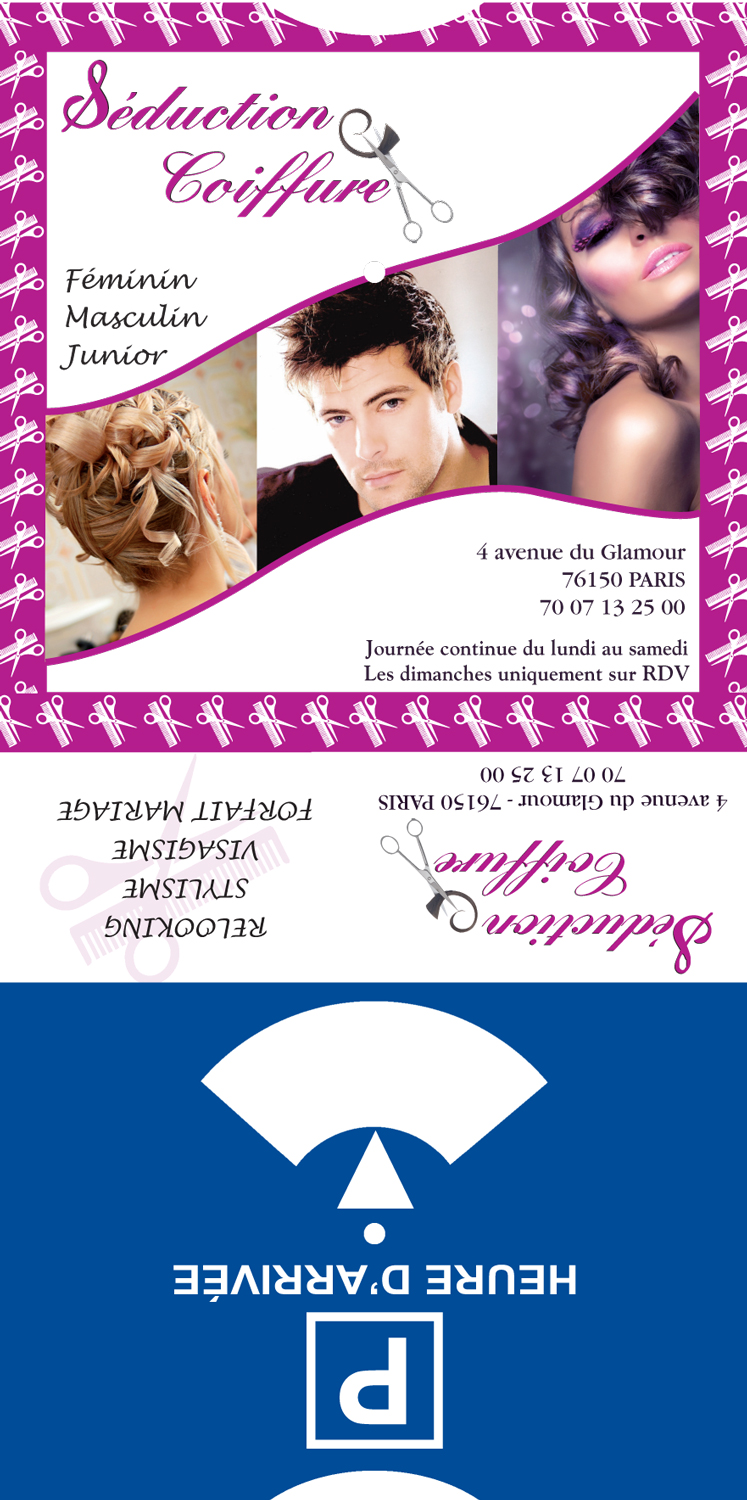 Séduction
Coiffure
Féminin
Masculin
Junior
4 avenue du Glamour
76150 PARIS
70 07 13 25 00
Journée continue du lundi au samedi
Les dimanches uniquement sur RDV
Séduction
Coiffure
4 avenue du Glamour - 76150 PARIS
70 07 13 25 00
RELOOKING
STYLISME
VISAGISME
FORFAIT MARIAGE
P
HEURE D'ARRIVÉE